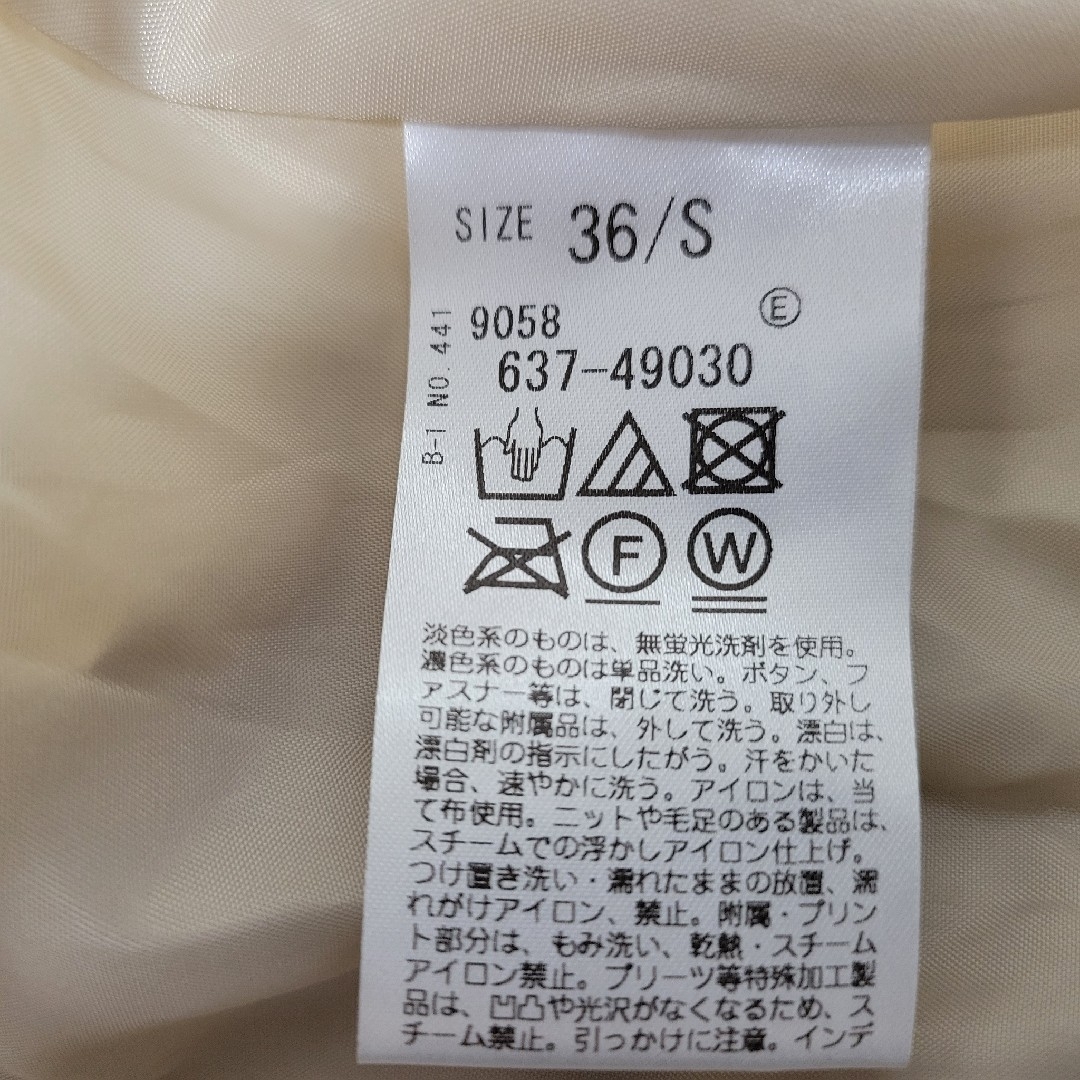 SIZE 36/S
E
9058
637-49030
B-1 NO. 441
F W
淡色系のものは、無蛍光洗剤を使用。
濃色系のものは単品洗い。ボタン、フ
ァスナー等は、閉じて洗う。取り外し
可能な附属品は、外して洗う。漂白は、
漂白剤の指示にしたがう。汗をかいた
場合、速やかに洗う。アイロンは、当
て布使用。ニットや毛足のある製品は、
スチームでの浮かしアイロン仕上げ。
つけ置き洗い・濡れたままの放置、濡
れがけアイロン、禁止。附属・プリン
ト部分は、もみ洗い、乾熱・スチーム
アイロン禁止。プリーツ等特殊加工製
品は、凹凸や光沢がなくなるため、ス
チーム禁止。引っかけに注意。インデ